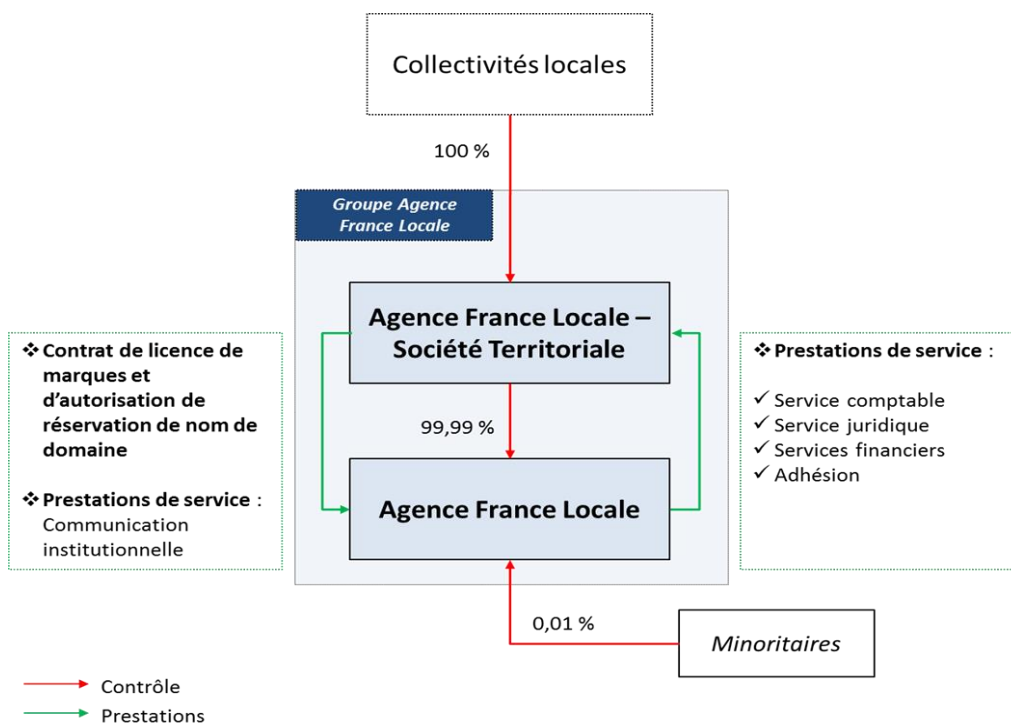 Collectivités locales
100 %
Groupe Agence
France Locale
Agence France Locale –
Société Territoriale
❖ Contrat de licence de
marques et
d'autorisation de
réservation de nom de
domaine
❖ Prestations de service :
Communication
institutionnelle
99,99 %
❖ Prestations de service :
✓ Service comptable
✓ Service juridique
✓ Services financiers
✓ Adhésion
Agence France Locale
0,01 %
Minoritaires
Contrôle
Prestations